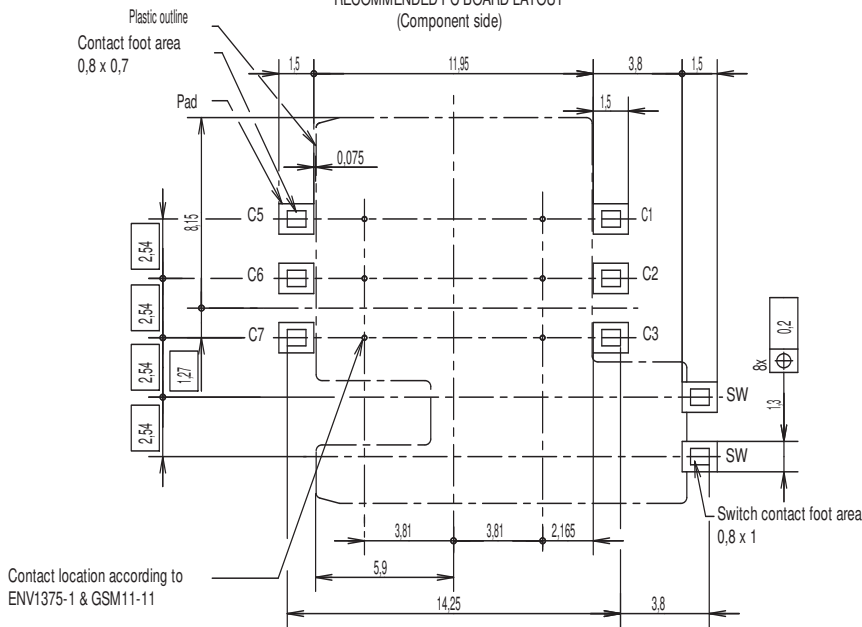 RECOMMENDED PC BOARD LAYOUT
(Component side)
Plastic outline
Contact foot area
0,8 x 0,7
Pad
1,5
11,95
3,8
1,5
1,5
0,075
8,15
C5
C1
2,54
C6
C2
2,54
C7
C3
0,2
8x
2,54
1,27
1,3
SW
2,54
SW
Switch contact foot area
0,8 x 1
3,81
3,81
2,165
5,9
Contact location according to
ENV1375-1 & GSM11-11
14,25
3,8